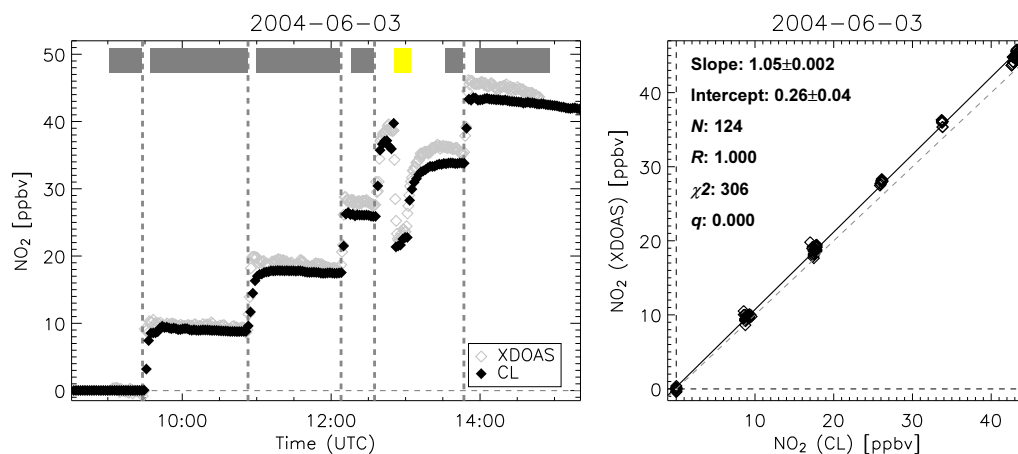 2004-06-03
NO₂ [ppbv]
50
40
30
20
10
0
XDOAS
CL
10:00
12:00
14:00
Time (UTC)
2004-06-03
NO₂ (XDOAS) [ppbv]
Slope: 1.05±0.002
Intercept: 0.26±0.04
N: 124
R: 1.000
χ2: 306
q: 0.000
40
30
20
10
0
10
20
30
40
NO₂ (CL) [ppbv]